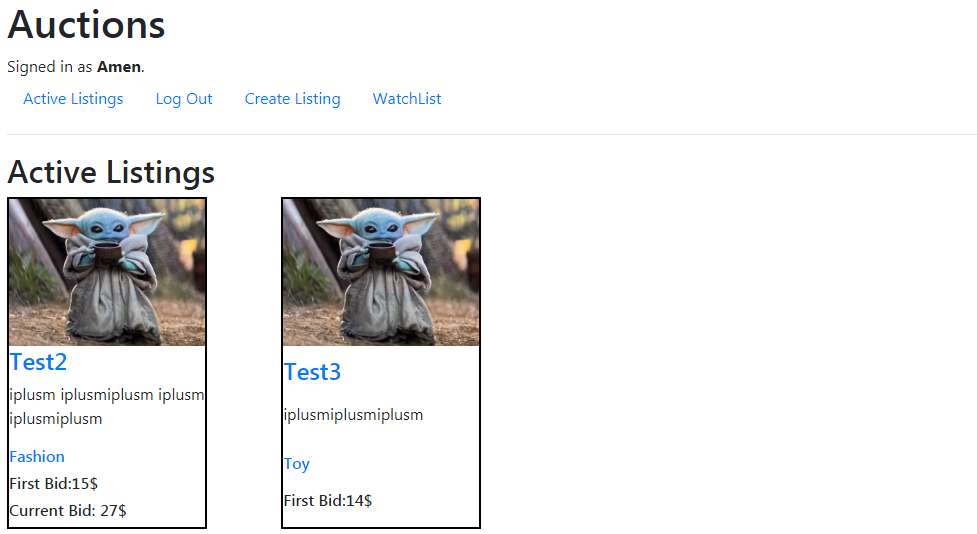 Auctions
Signed in as Amen.
Active Listings Log Out Create Listing WatchList
Active Listings
Test2
iplusm iplusmiplusm iplusm
iplusmiplusm
Fashion
First Bid:15$
Current Bid: 27$
Test3
iplusmiplusmiplusm
Toy
First Bid:14$